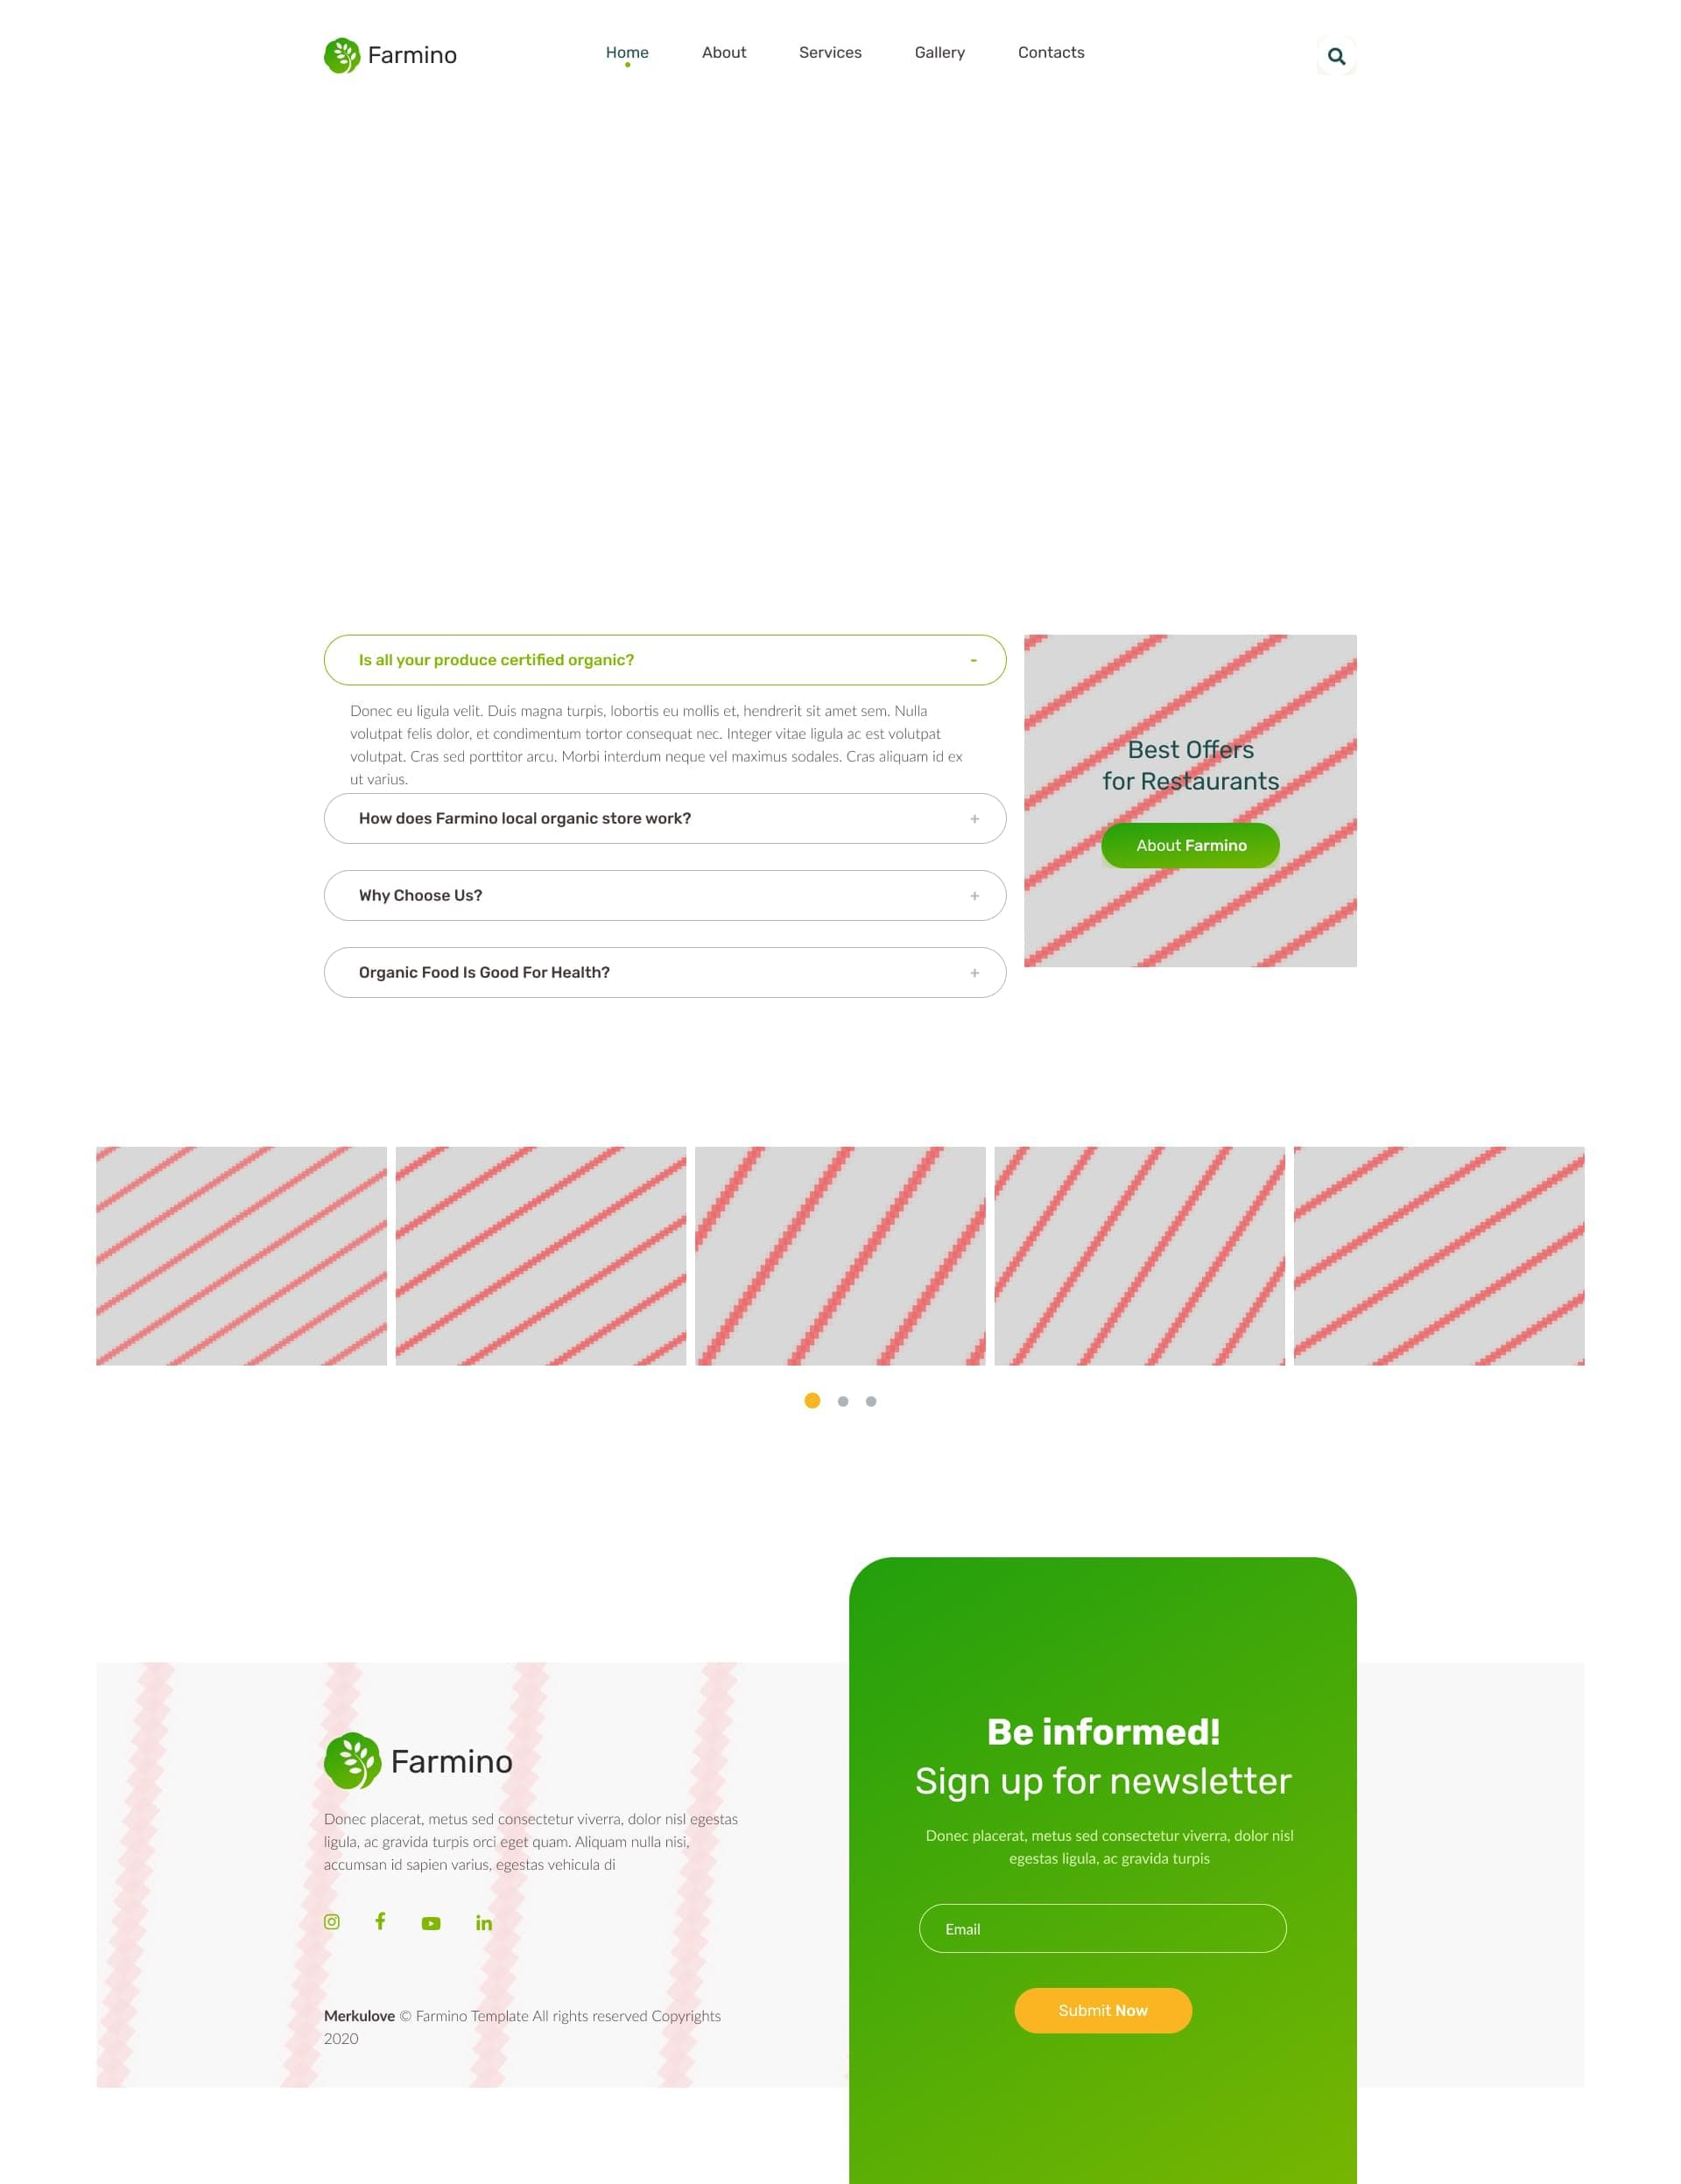 Farmino
Home
About
Services
Gallery
Contacts
Is all your produce certified organic?
-
Donec eu ligula velit. Duis magna turpis, lobortis eu mollis et, hendrerit sit amet sem. Nulla
volutpat felis dolor, et condimentum tortor consequat nec. Integer vitae ligula ac est volutpat
volutpat. Cras sed porttitor arcu. Morbi interdum neque vel maximus sodales. Cras aliquam id ex
ut varius.
How does Farmino local organic store work?
+
Why Choose Us?
+
Organic Food Is Good For Health?
+
Best Offers
for Restaurants
About Farmino
Farmino
Donec placerat, metus sed consectetur viverra, dolor nisl egestas
ligula, ac gravida turpis orci eget quam. Aliquam nulla nisi,
accumsan id sapien varius, egestas vehicula di
Merkulove © Farmino Template All rights reserved Copyrights
2020
Be informed!
Sign up for newsletter
Donec placerat, metus sed consectetur viverra, dolor nisl
egestas ligula, ac gravida turpis
Email
Submit Now